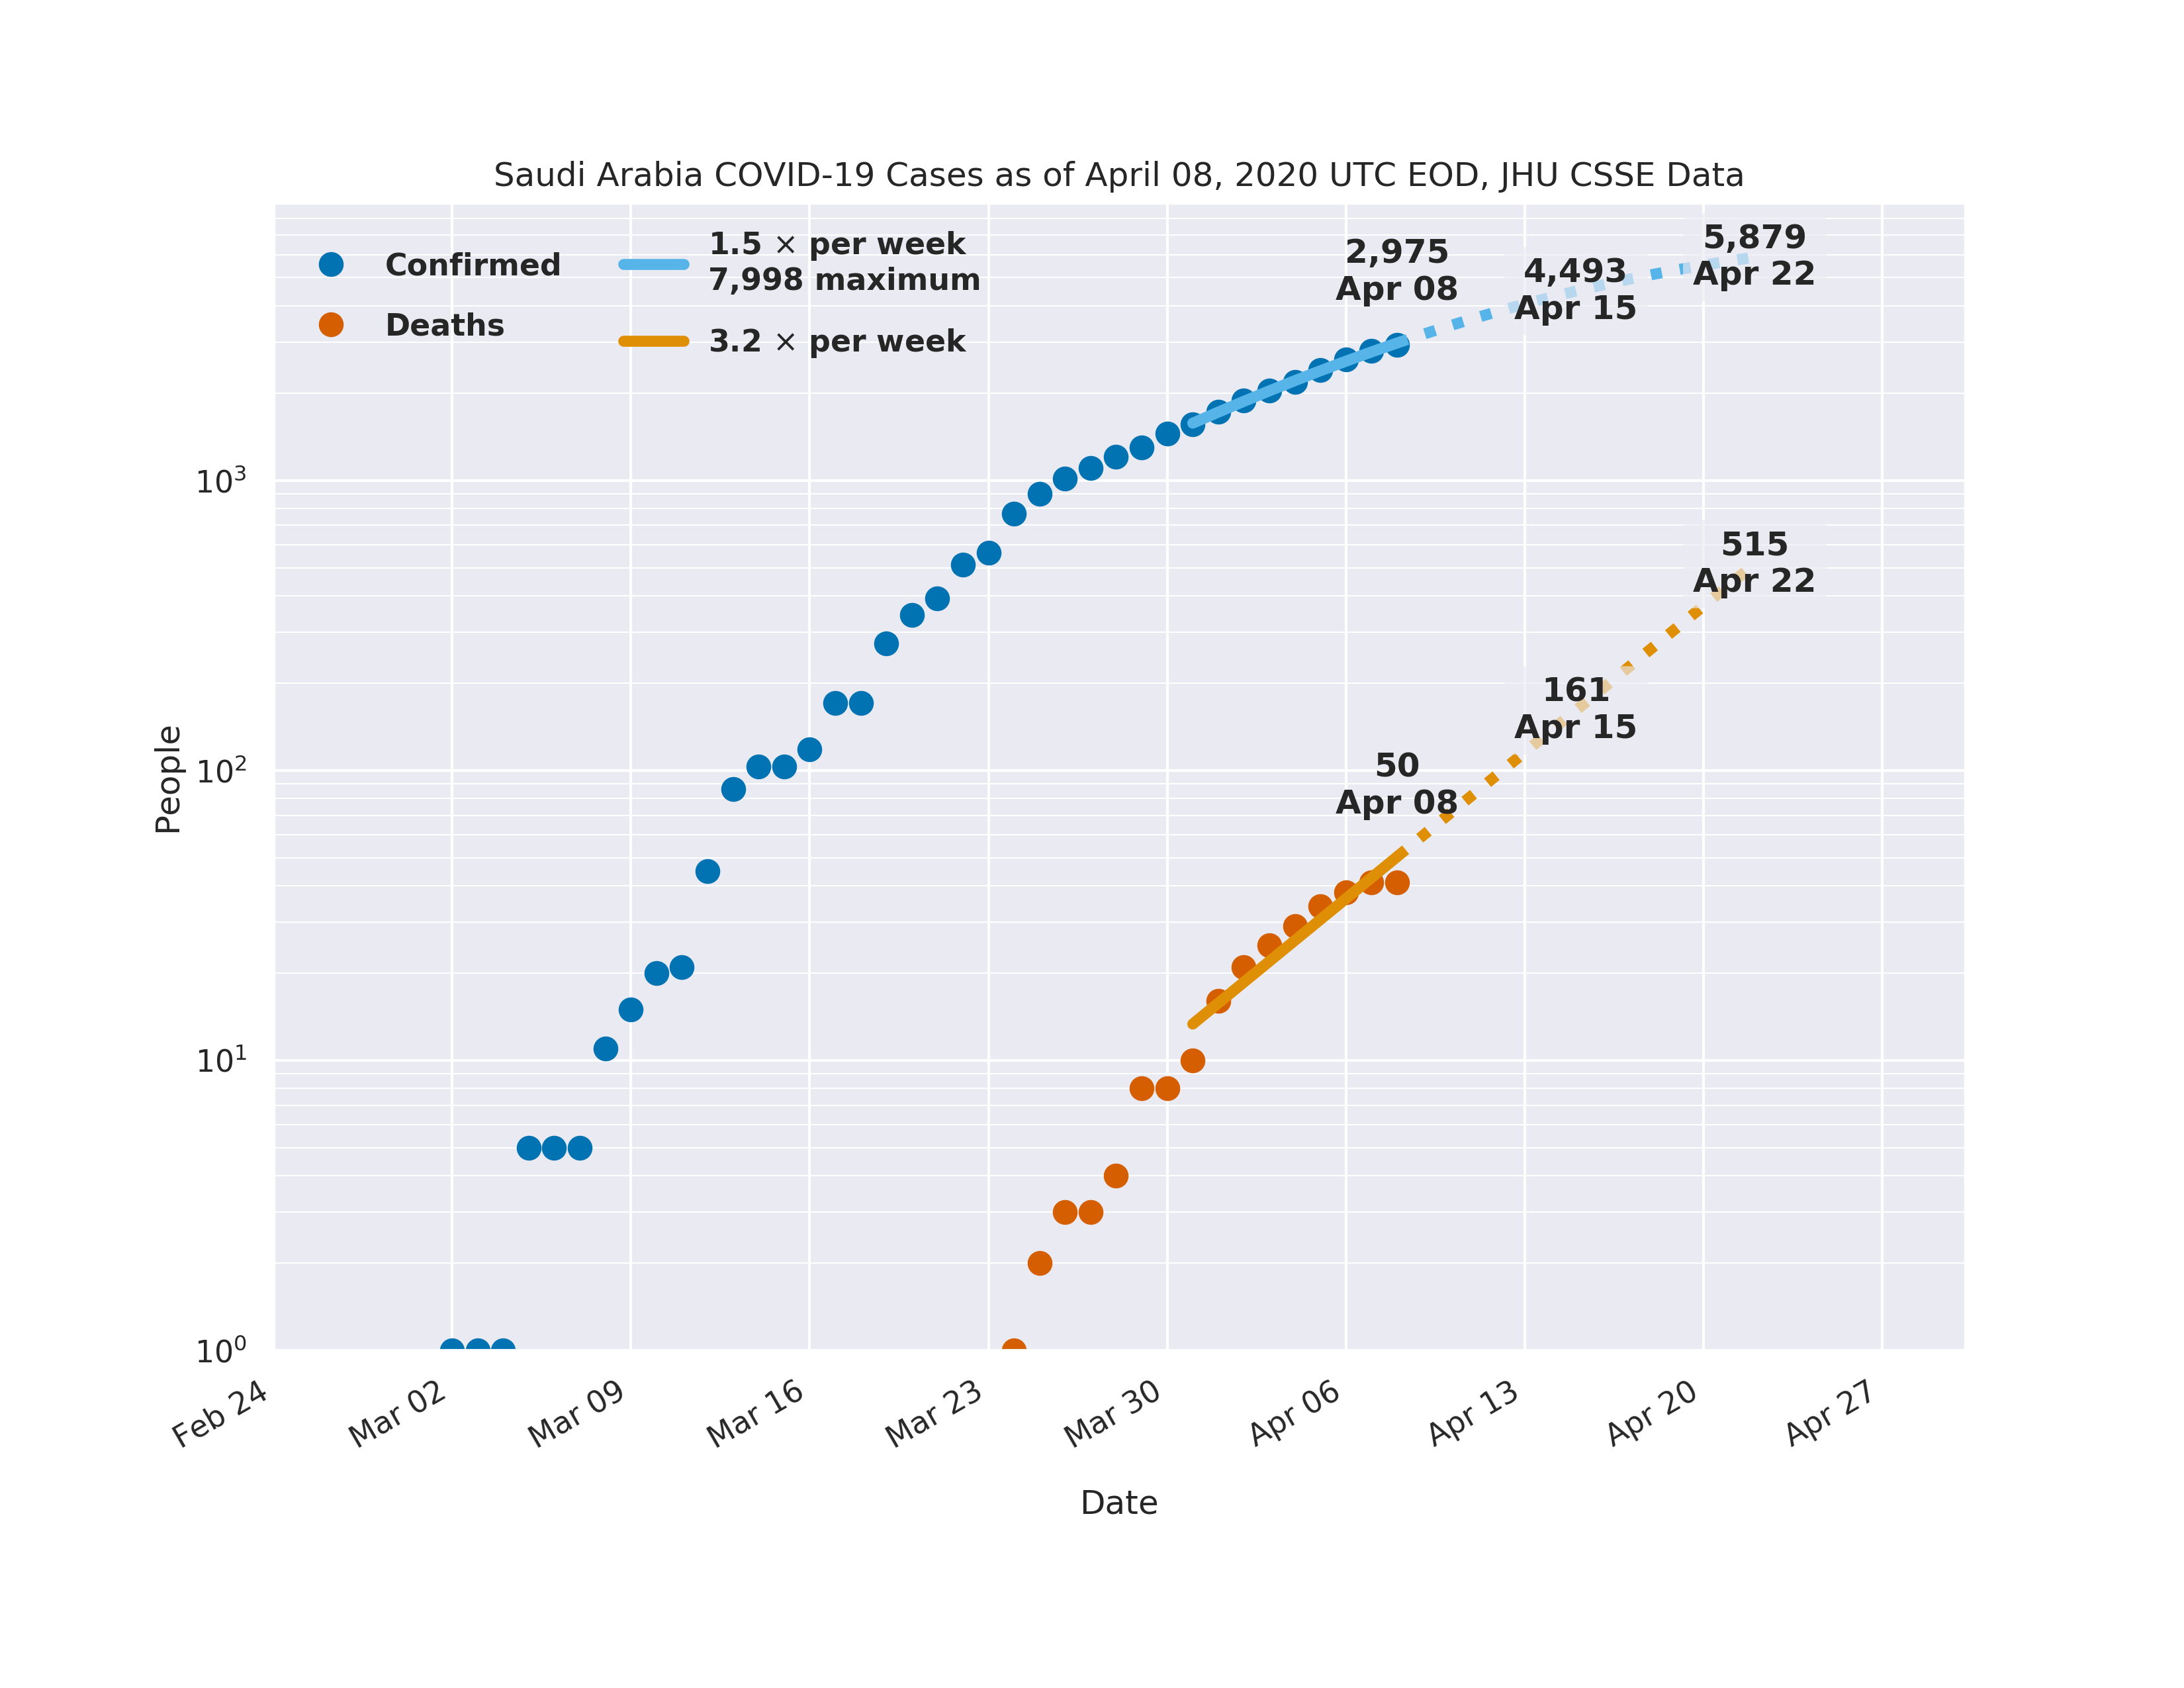 Saudi Arabia COVID-19 Cases as of April 08, 2020 UTC EOD, JHU CSSE Data
Confirmed
Deaths
1.5 × per week
7,998 maximum
3.2 × per week
2,975
Apr 08
4,493
Apr 15
5,879
Apr 22
515
Apr 22
161
Apr 15
50
Apr 08
People
10³
10²
10¹
10⁰
Feb 24
Mar 02
Mar 09
Mar 16
Mar 23
Mar 30
Apr 06
Apr 13
Apr 20
Apr 27
Date